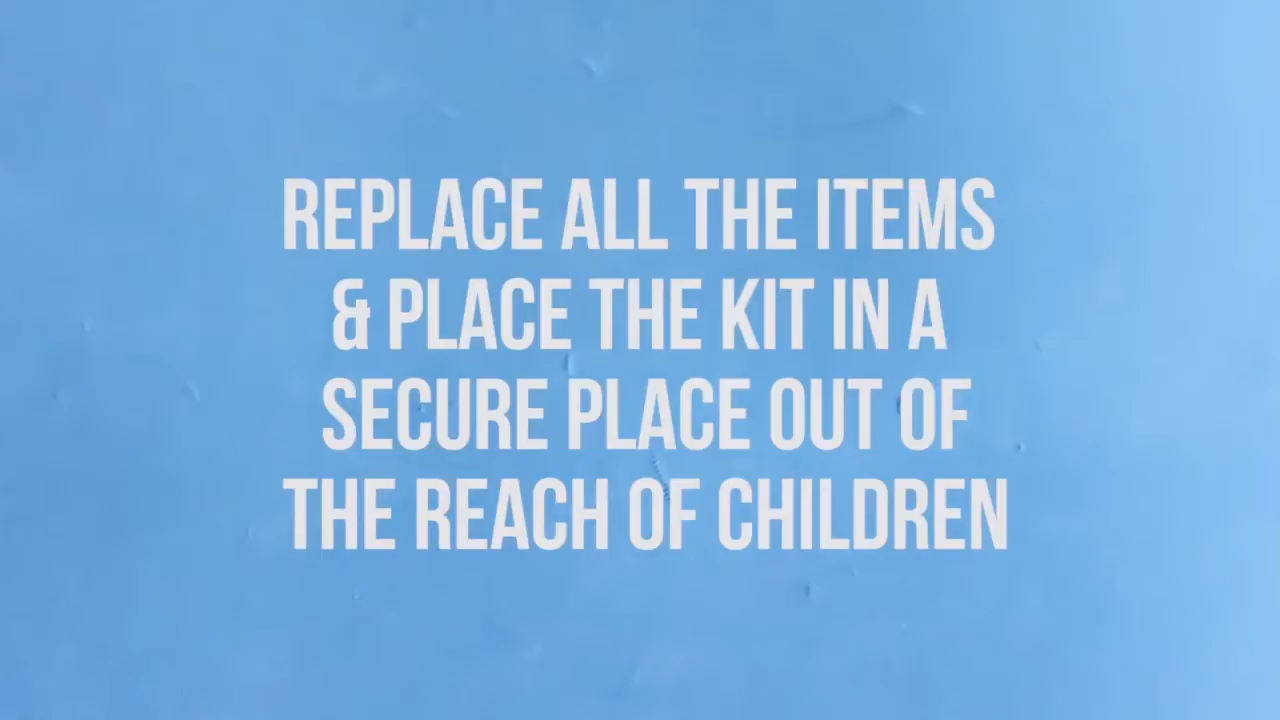 REPLACE ALL THE ITEMS
& PLACE THE KIT IN A
SECURE PLACE OUT OF
THE REACH OF CHILDREN